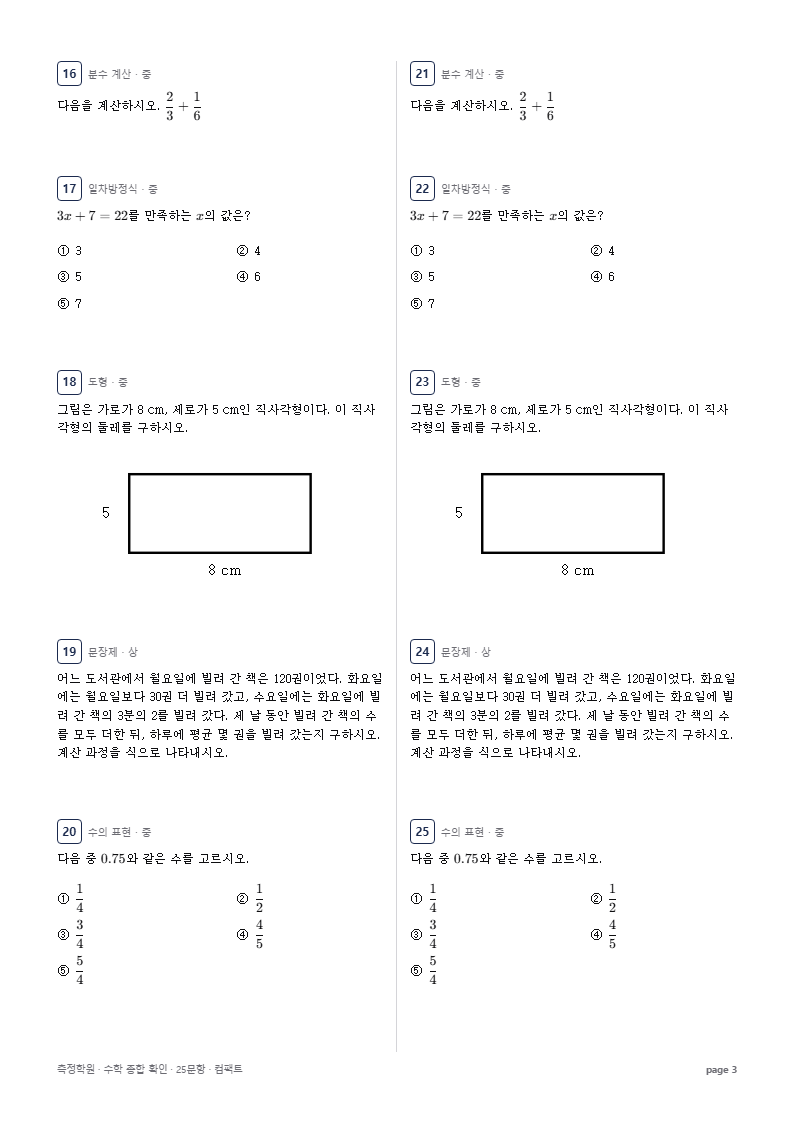 16 분수 계산 · 중
다음을 계산하시오. 2/3 + 1/6
17 일차방정식 · 중
3x + 7 = 22를 만족하는 x의 값은?
① 3 ② 4
③ 5 ④ 6
⑤ 7
18 도형 · 중
그림은 가로가 8 cm, 세로가 5 cm인 직사각형이다. 이 직사
각형의 둘레를 구하시오.
5
8 cm
19 문장제 · 상
어느 도서관에서 월요일에 빌려 간 책은 120권이었다. 화요일
에는 월요일보다 30권 더 빌려 갔고, 수요일에는 화요일에 빌
려 간 책의 3분의 2를 빌려 갔다. 세 날 동안 빌려 간 책의 수
를 모두 더한 뒤, 하루에 평균 몇 권을 빌려 갔는지 구하시오.
계산 과정을 식으로 나타내시오.
20 수의 표현 · 중
다음 중 0.75와 같은 수를 고르시오.
① 1/4 ② 1/2
③ 3/4 ④ 4/5
⑤ 5/4
21 분수 계산 · 중
다음을 계산하시오. 2/3 + 1/6
22 일차방정식 · 중
3x + 7 = 22를 만족하는 x의 값은?
① 3 ② 4
③ 5 ④ 6
⑤ 7
23 도형 · 중
그림은 가로가 8 cm, 세로가 5 cm인 직사각형이다. 이 직사
각형의 둘레를 구하시오.
5
8 cm
24 문장제 · 상
어느 도서관에서 월요일에 빌려 간 책은 120권이었다. 화요일
에는 월요일보다 30권 더 빌려 갔고, 수요일에는 화요일에 빌
려 간 책의 3분의 2를 빌려 갔다. 세 날 동안 빌려 간 책의 수
를 모두 더한 뒤, 하루에 평균 몇 권을 빌려 갔는지 구하시오.
계산 과정을 식으로 나타내시오.
25 수의 표현 · 중
다음 중 0.75와 같은 수를 고르시오.
① 1/4 ② 1/2
③ 3/4 ④ 4/5
⑤ 5/4
측정학원 · 수학 종합 확인 · 25문항 · 컴팩트
page 3